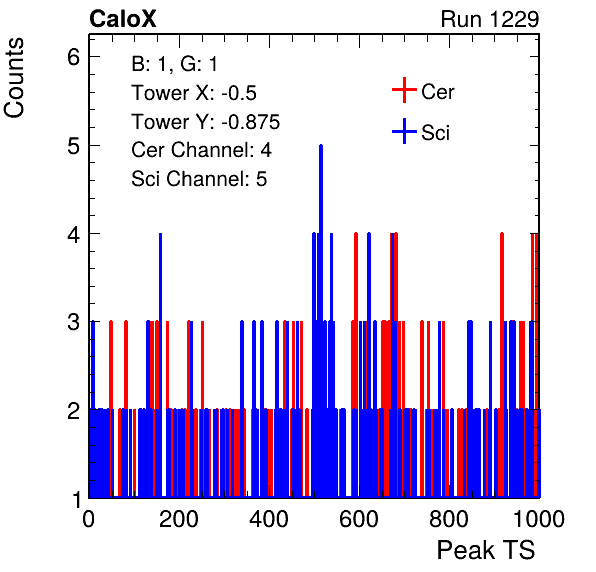 CaloX Run 1229
Counts
6
5
4
3
2
1
B: 1, G: 1
Tower X: -0.5
Tower Y: -0.875
Cer Channel: 4
Sci Channel: 5
Cer
Sci
0 200 400 600 800 1000
Peak TS